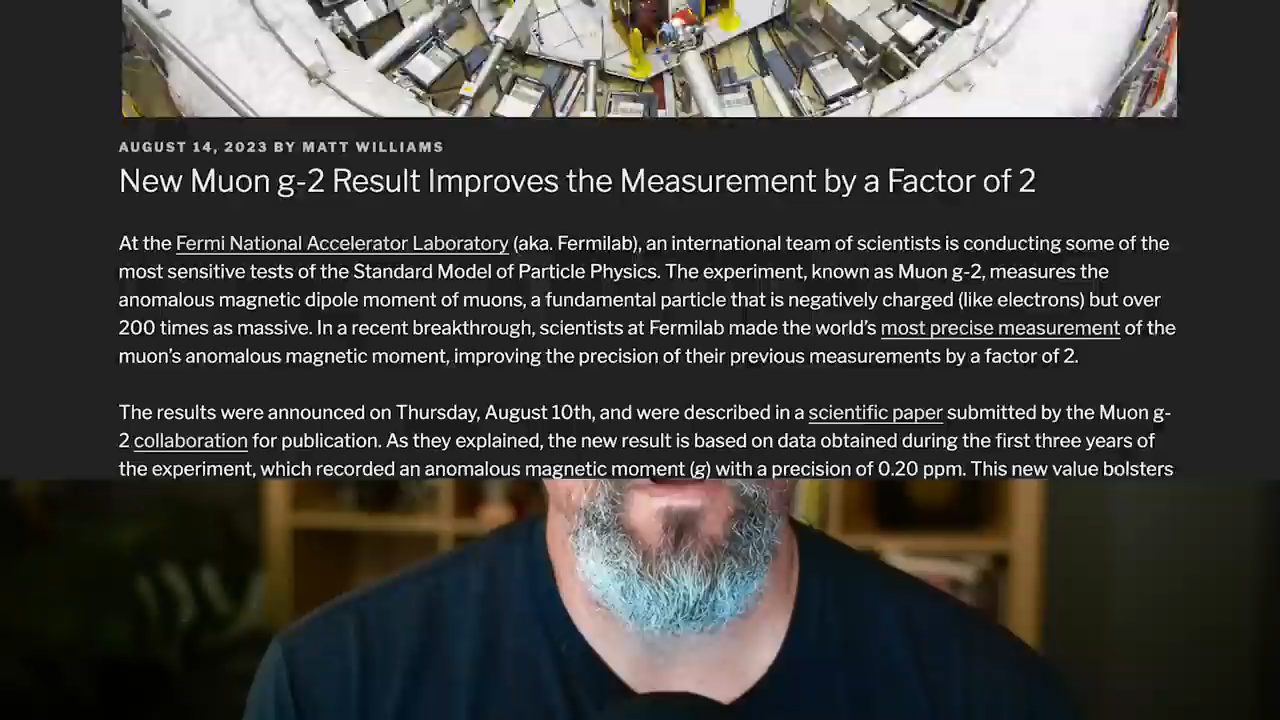 AUGUST 14, 2023 BY MATT WILLIAMS
New Muon g-2 Result Improves the Measurement by a Factor of 2
At the Fermi National Accelerator Laboratory (aka. Fermilab), an international team of scientists is conducting some of the
most sensitive tests of the Standard Model of Particle Physics. The experiment, known as Muon g-2, measures the
anomalous magnetic dipole moment of muons, a fundamental particle that is negatively charged (like electrons) but over
200 times as massive. In a recent breakthrough, scientists at Fermilab made the world's most precise measurement of the
muon's anomalous magnetic moment, improving the precision of their previous measurements by a factor of 2.
The results were announced on Thursday, August 10th, and were described in a scientific paper submitted by the Muon g-
2 collaboration for publication. As they explained, the new result is based on data obtained during the first three years of
the experiment, which recorded an anomalous magnetic moment (g) with a precision of 0.20 ppm. This new value bolsters